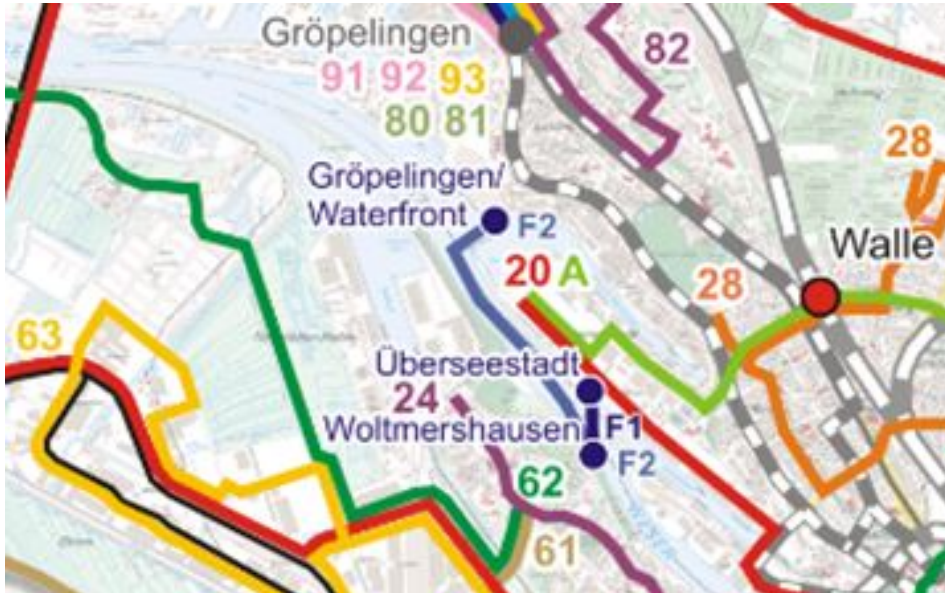 Gröpelingen
91 92 93
80 81
82
28
Gröpelingen/
Waterfront
F2
Walle
20 A
28
63
Überseestadt
24
Woltmershausen
F1
F2
62
61